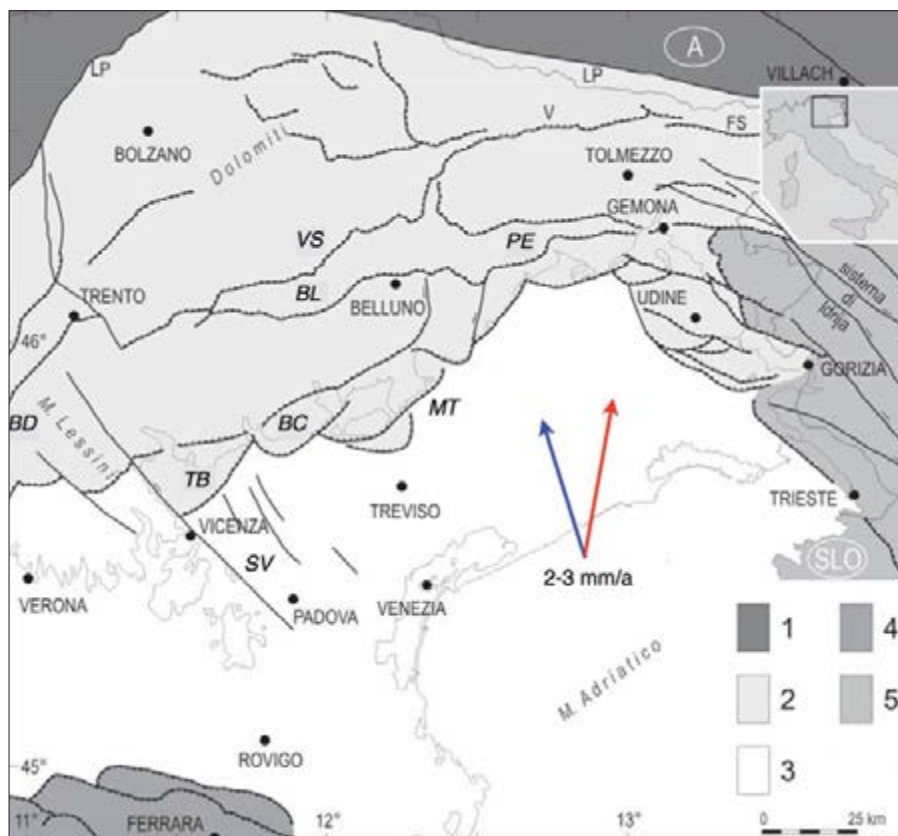 A
LP
LP
VILLACH
V
FS
BOLZANO
Dolomiti
TOLMEZZO
GEMONA
VS
PE
sistema
di
Idrija
TRENTO
BL
BELLUNO
UDINE
46°
GORIZIA
BD
M. Lessini
BC
MT
TB
TREVISO
TRIESTE
VICENZA
SV
SLO
2-3 mm/a
VERONA
PADOVA
VENEZIA
1
4
M. Adriatico
2
5
ROVIGO
3
45°
11°
FERRARA
12°
13°
0
25 km